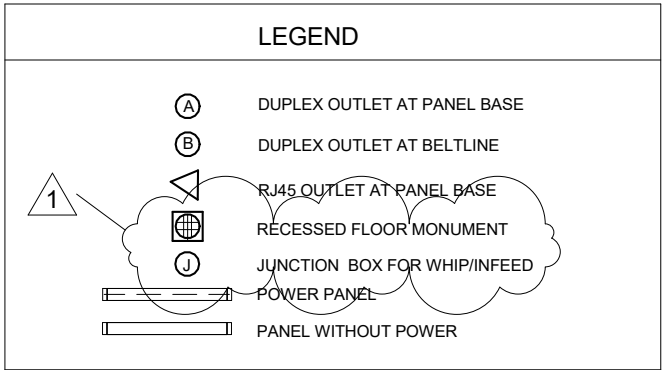 LEGEND
A DUPLEX OUTLET AT PANEL BASE
B DUPLEX OUTLET AT BELTLINE
RJ45 OUTLET AT PANEL BASE
1
RECESSED FLOOR MONUMENT
J JUNCTION BOX FOR WHIP/INFEED
POWER PANEL
PANEL WITHOUT POWER